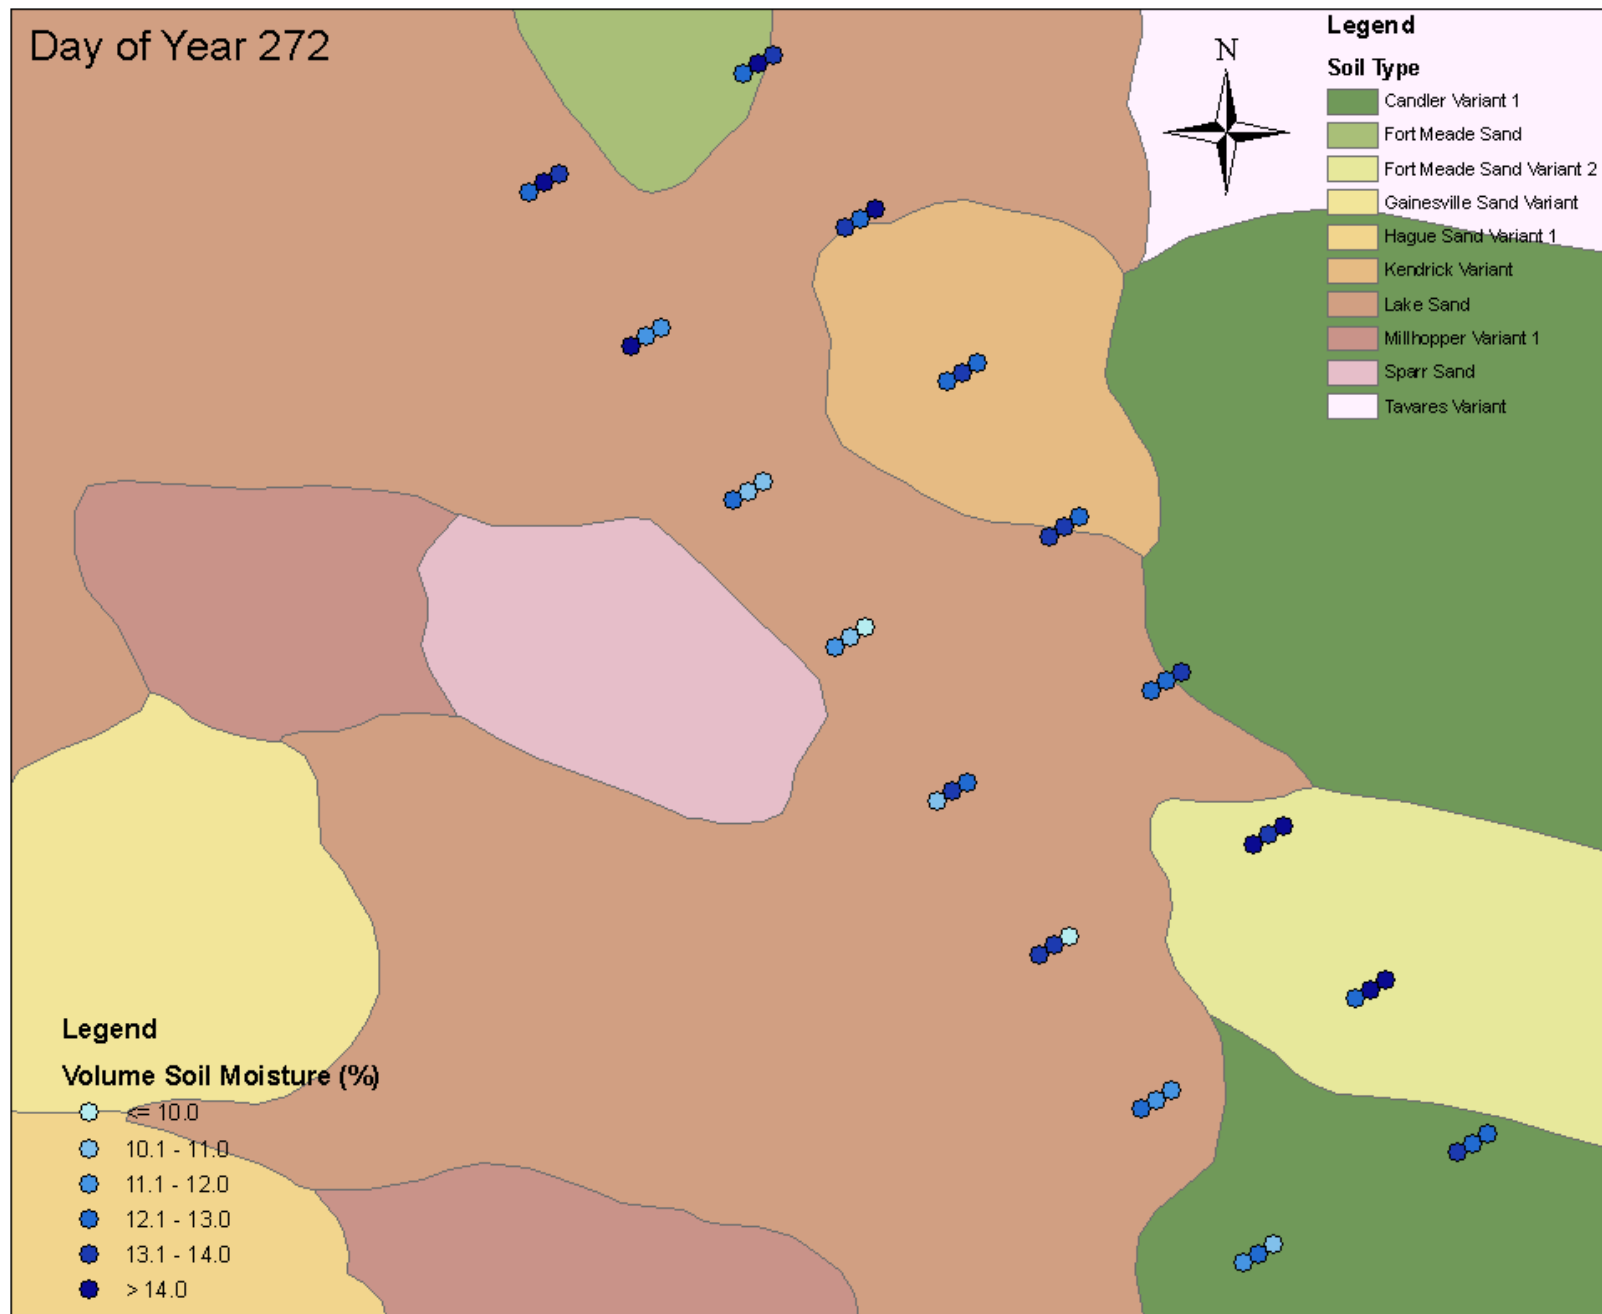 Day of Year 272
N
Legend
Soil Type
Candler Variant 1
Fort Meade Sand
Fort Meade Sand Variant 2
Gainesville Sand Variant
Hague Sand Variant 1
Kendrick Variant
Lake Sand
Millhopper Variant 1
Sparr Sand
Tavares Variant
Legend
Volume Soil Moisture (%)
<= 10.0
10.1 - 11.0
11.1 - 12.0
12.1 - 13.0
13.1 - 14.0
> 14.0